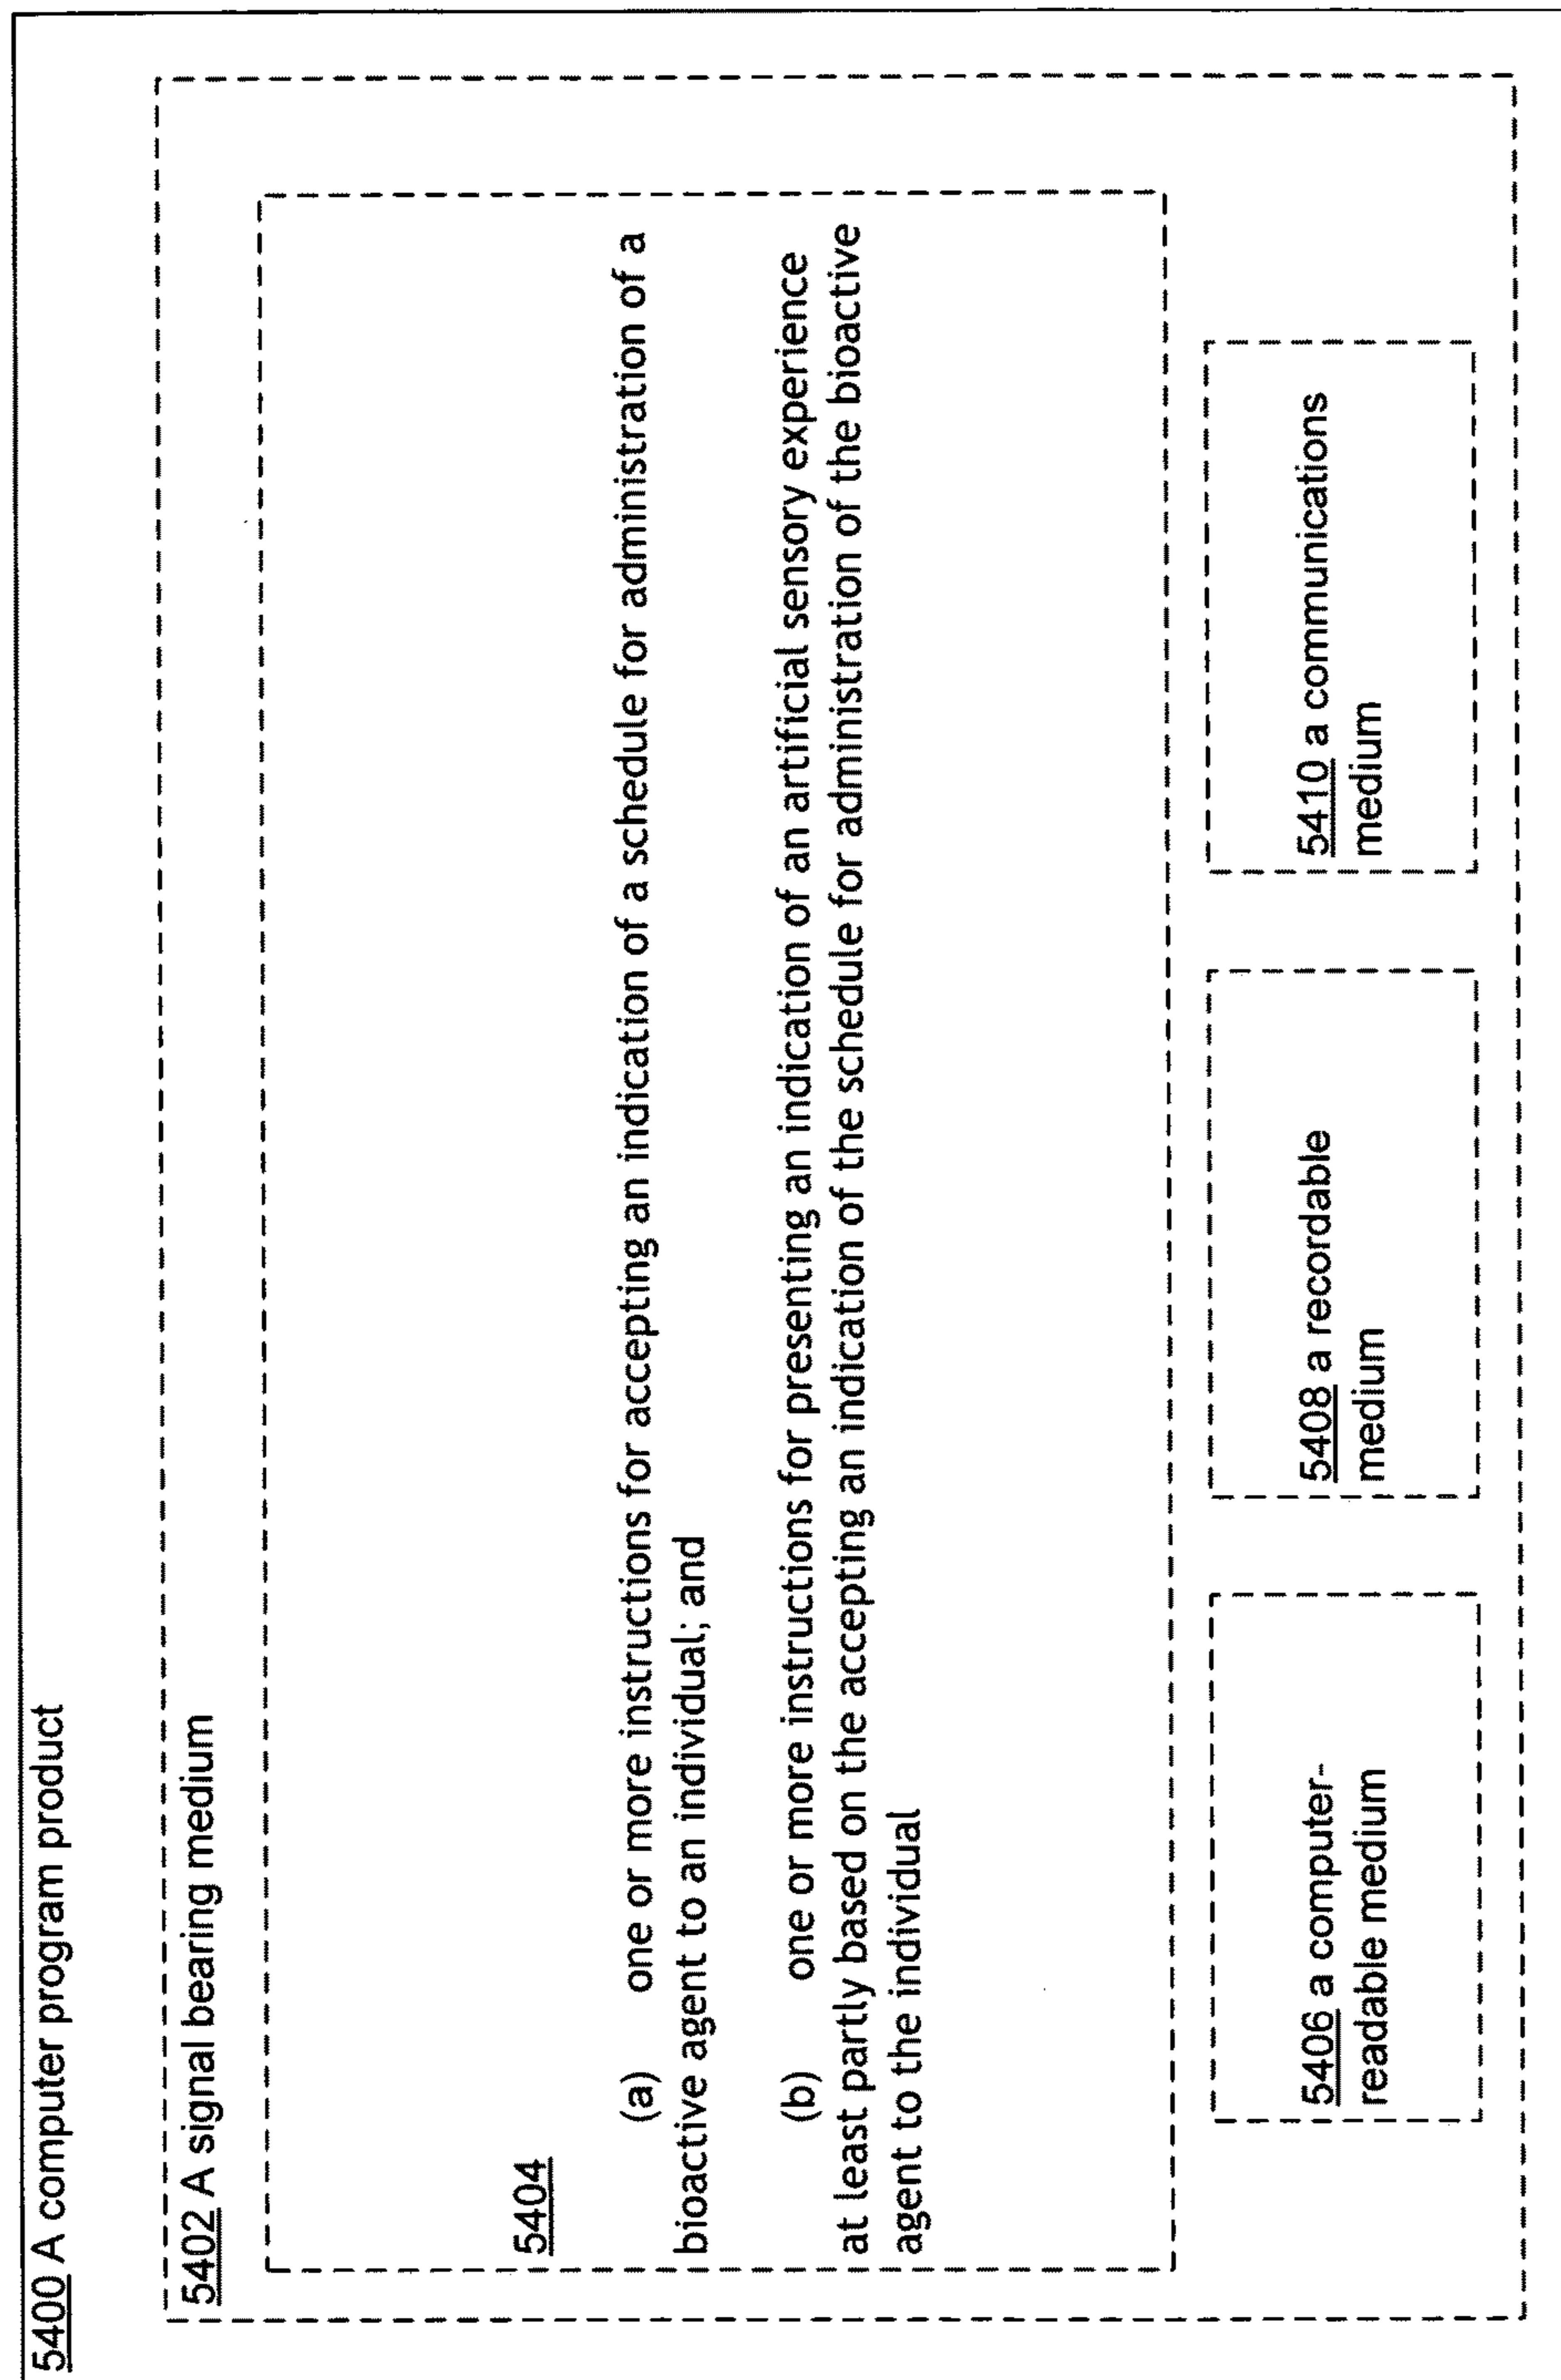 5400 A computer program product
5402 A signal bearing medium
5404
(a) one or more instructions for accepting an indication of a schedule for administration of a
bioactive agent to an individual; and
(b) one or more instructions for presenting an indication of an artificial sensory experience
at least partly based on the accepting an indication of the schedule for administration of the bioactive
agent to the individual
5406 a computer-
readable medium
5408 a recordable
medium
5410 a communications
medium